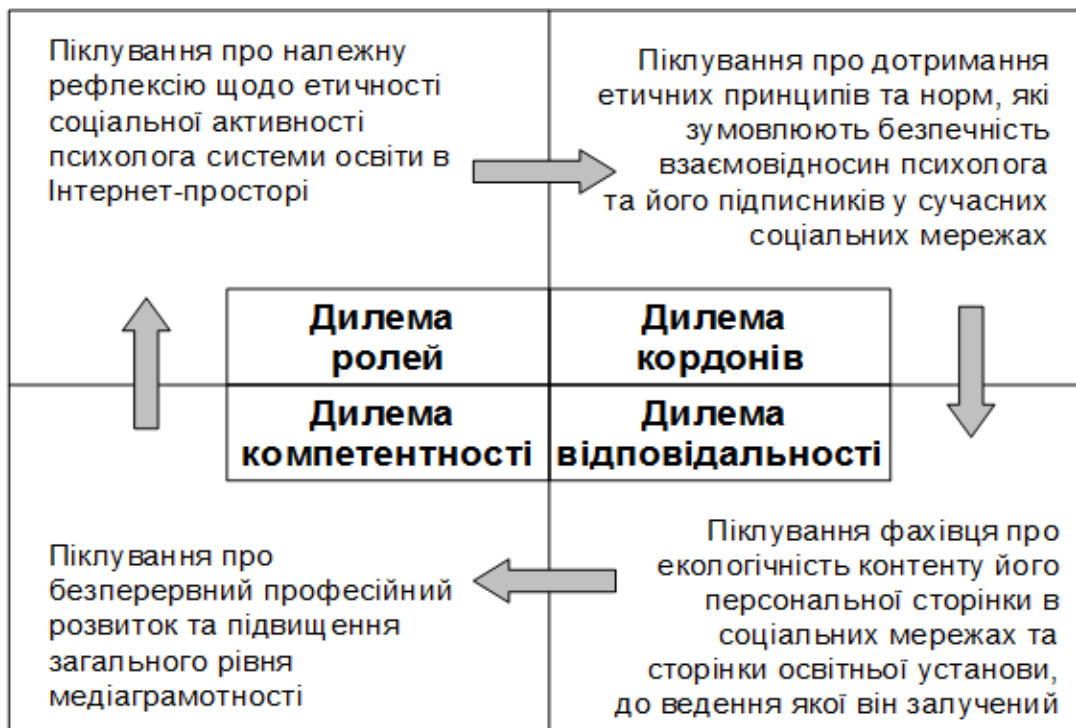 Піклування про належну
рефлексію щодо етичності
соціальної активності
психолога системи освіти в
Інтернет-просторі
Піклування про дотримання
етичних принципів та норм, які
зумовлюють безпечність
взаємовідносин психолога
та його підписників у сучасних
соціальних мережах
Дилема
ролей
Дилема
кордонів
Дилема
компетентності
Дилема
відповідальності
Піклування про
безперервний професійний
розвиток та підвищення
загального рівня
медіаграмотності
Піклування фахівця про
екологічність контенту його
персональної сторінки в
соціальних мережах та
сторінки освітньої установи,
до ведення якої він залучений